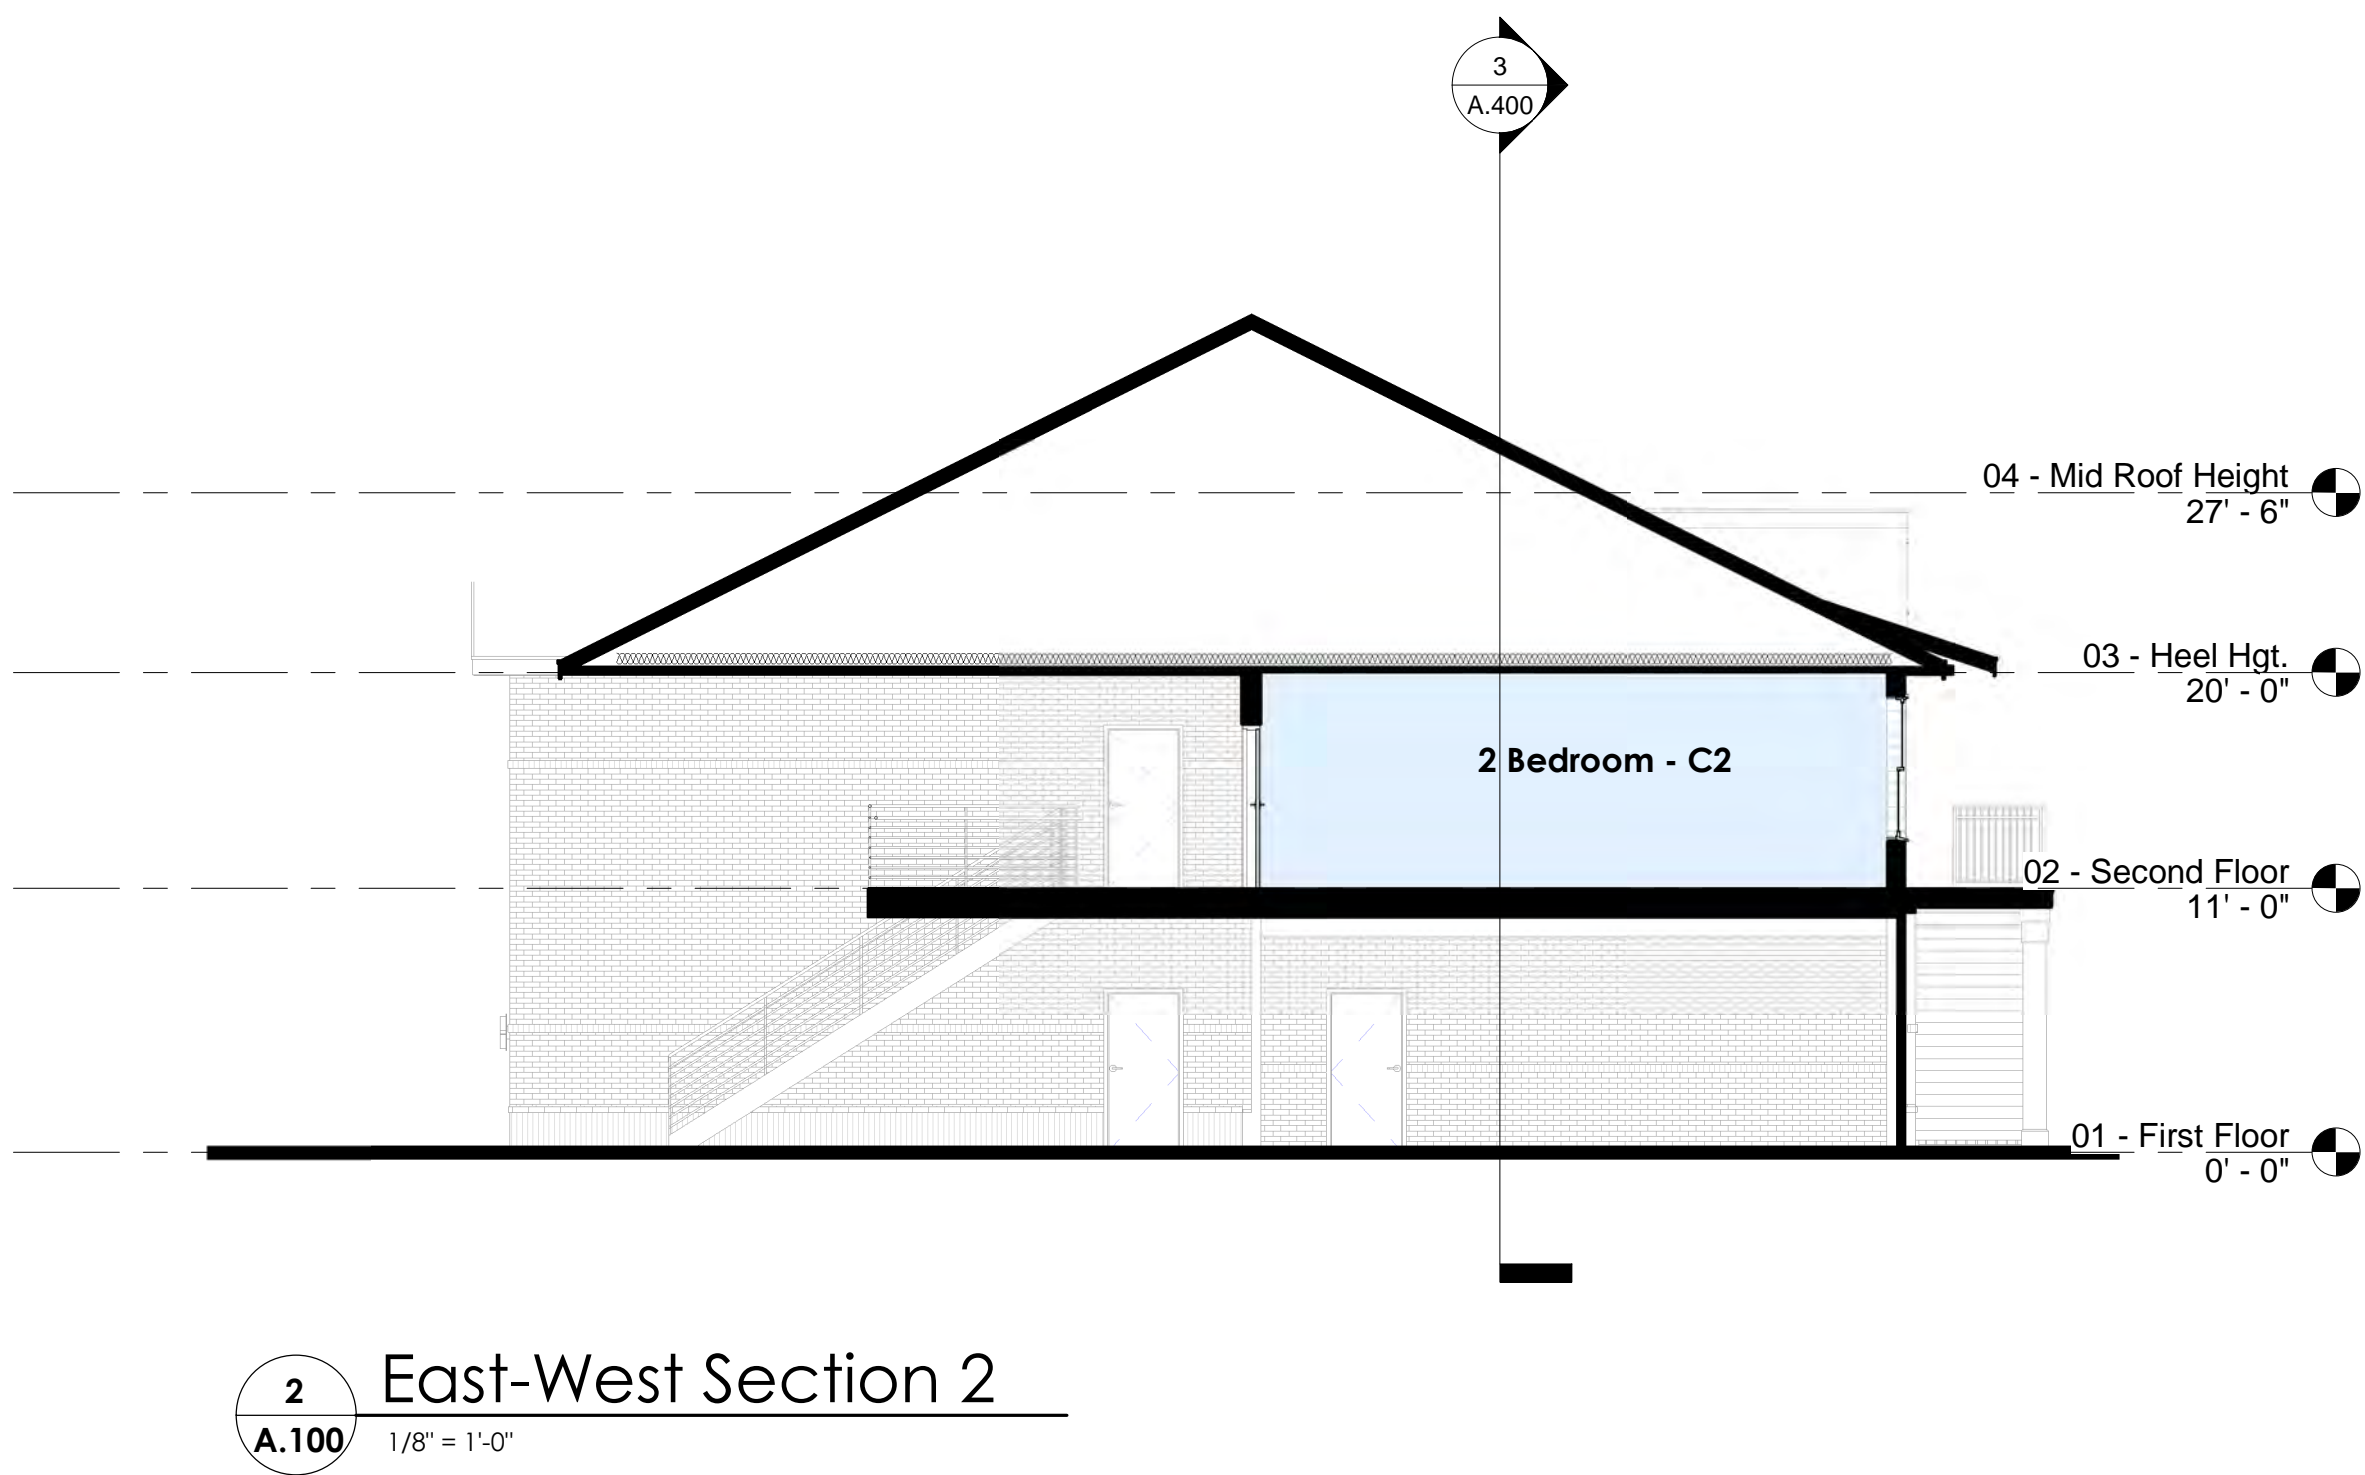 3
A.400
04 - Mid Roof Height
27' - 6"
03 - Heel Hgt.
20' - 0"
2 Bedroom - C2
02 - Second Floor
11' - 0"
01 - First Floor
0' - 0"
2
A.100
East-West Section 2
1/8" = 1'-0"